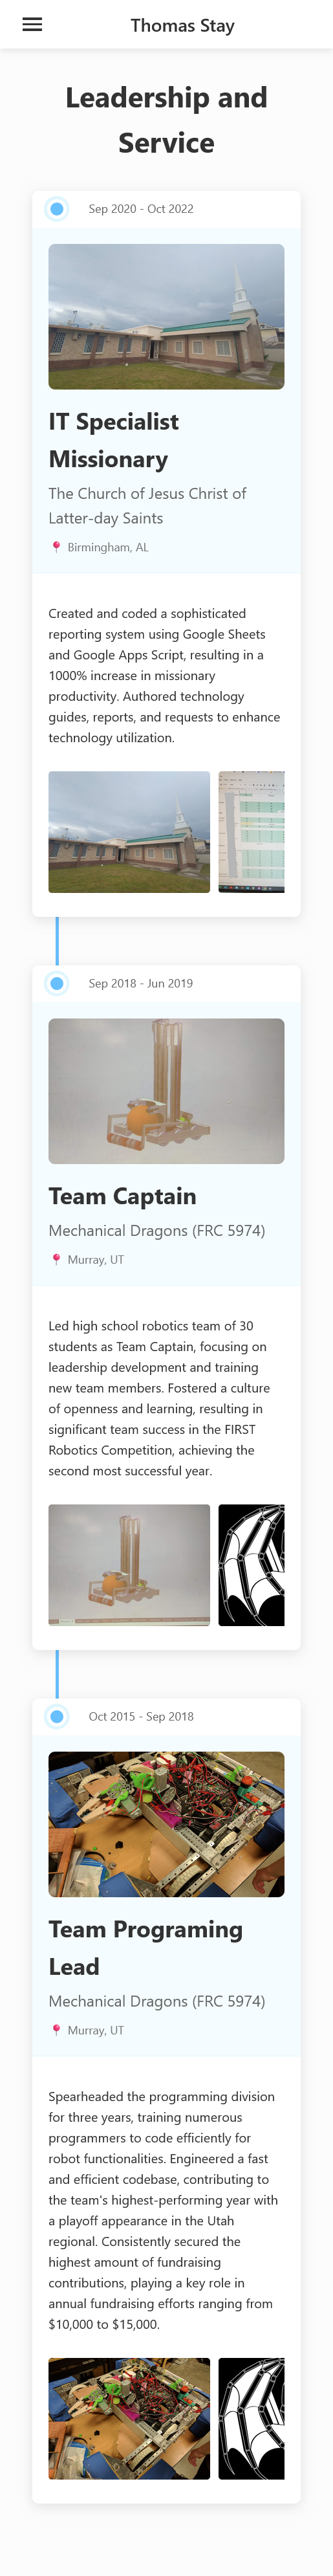 Thomas Stay
Leadership and
Service
Sep 2020 - Oct 2022
IT Specialist
Missionary
The Church of Jesus Christ of
Latter-day Saints
Birmingham, AL
Created and coded a sophisticated
reporting system using Google Sheets
and Google Apps Script, resulting in a
1000% increase in missionary
productivity. Authored technology
guides, reports, and requests to enhance
technology utilization.
Sep 2018 - Jun 2019
Team Captain
Mechanical Dragons (FRC 5974)
Murray, UT
Led high school robotics team of 30
students as Team Captain, focusing on
leadership development and training
new team members. Fostered a culture
of openness and learning, resulting in
significant team success in the FIRST
Robotics Competition, achieving the
second most successful year.
Oct 2015 - Sep 2018
Team Programing
Lead
Mechanical Dragons (FRC 5974)
Murray, UT
Spearheaded the programming division
for three years, training numerous
programmers to code efficiently for
robot functionalities. Engineered a fast
and efficient codebase, contributing to
the team's highest-performing year with
a playoff appearance in the Utah
regional. Consistently secured the
highest amount of fundraising
contributions, playing a key role in
annual fundraising efforts ranging from
$10,000 to $15,000.